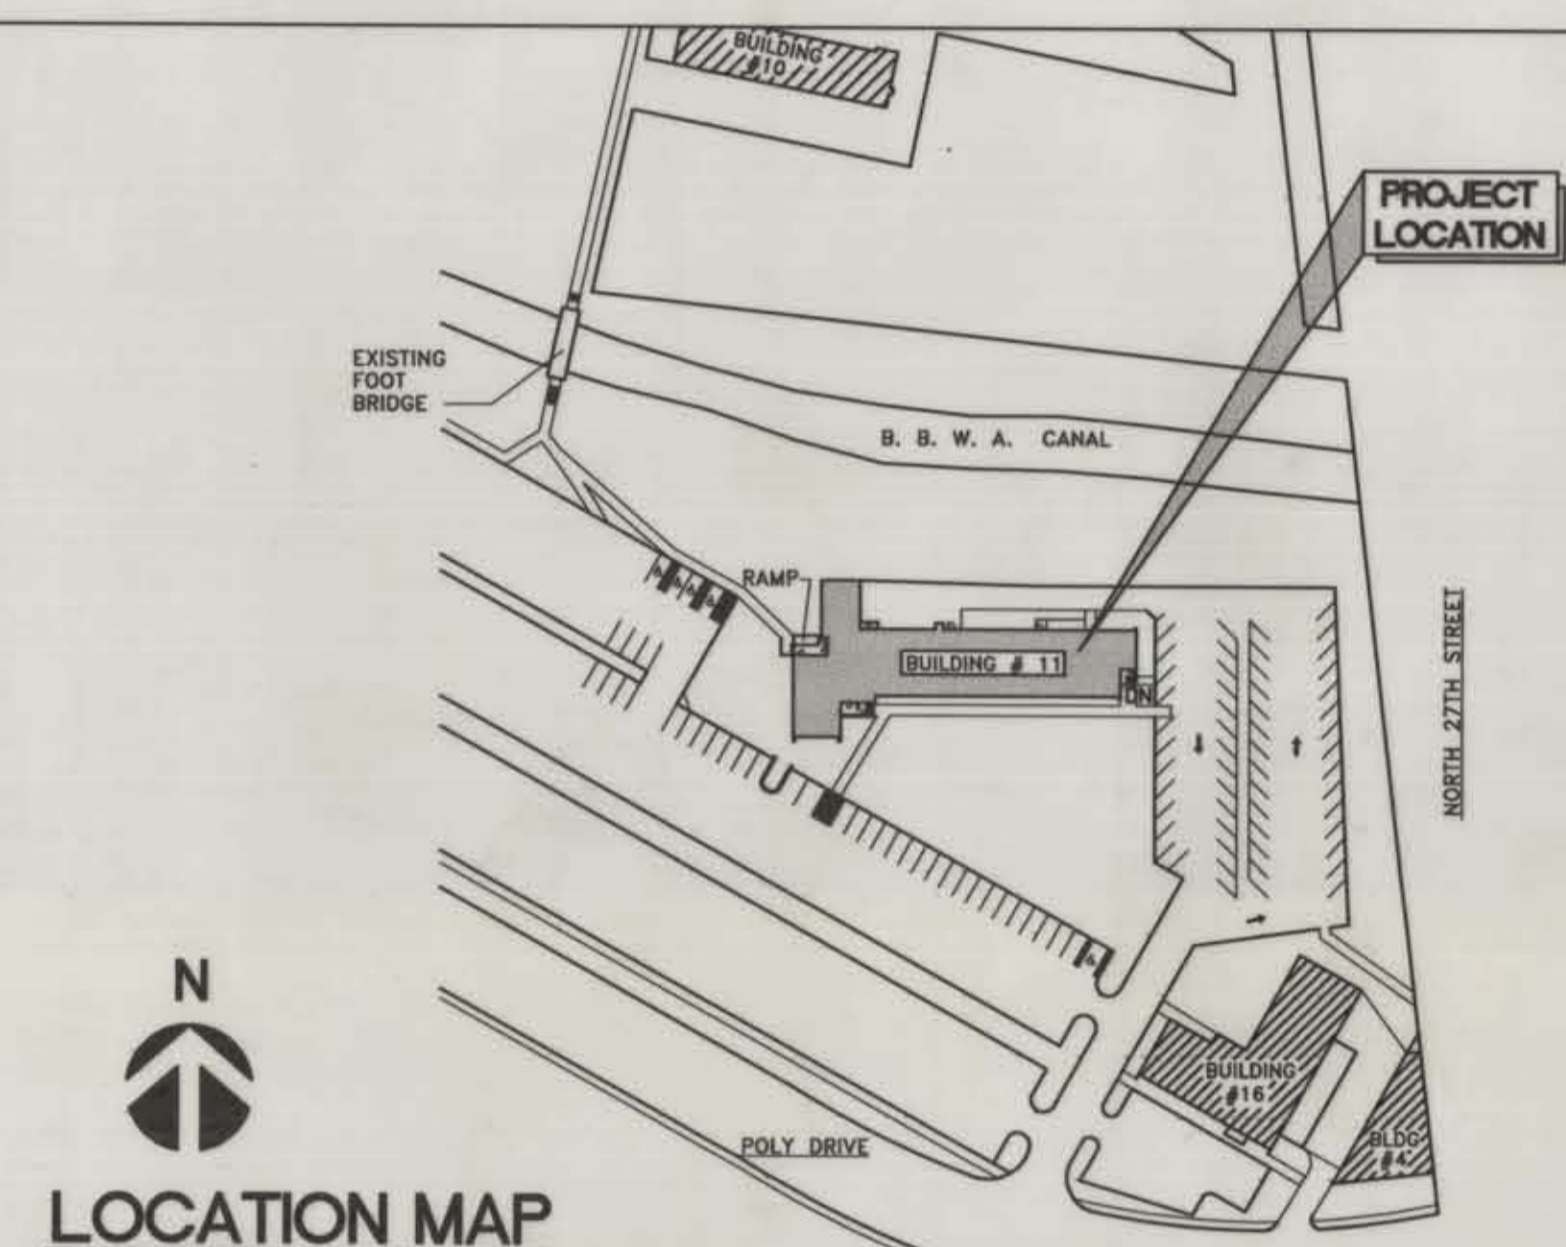 BUILDING
#10
PROJECT
LOCATION
EXISTING
FOOT
BRIDGE
B. B. W. A. CANAL
RAMP
BUILDING # 11
DN
NORTH 27TH STREET
N
BUILDING
#16
BLDG
#4
POLY DRIVE
LOCATION MAP